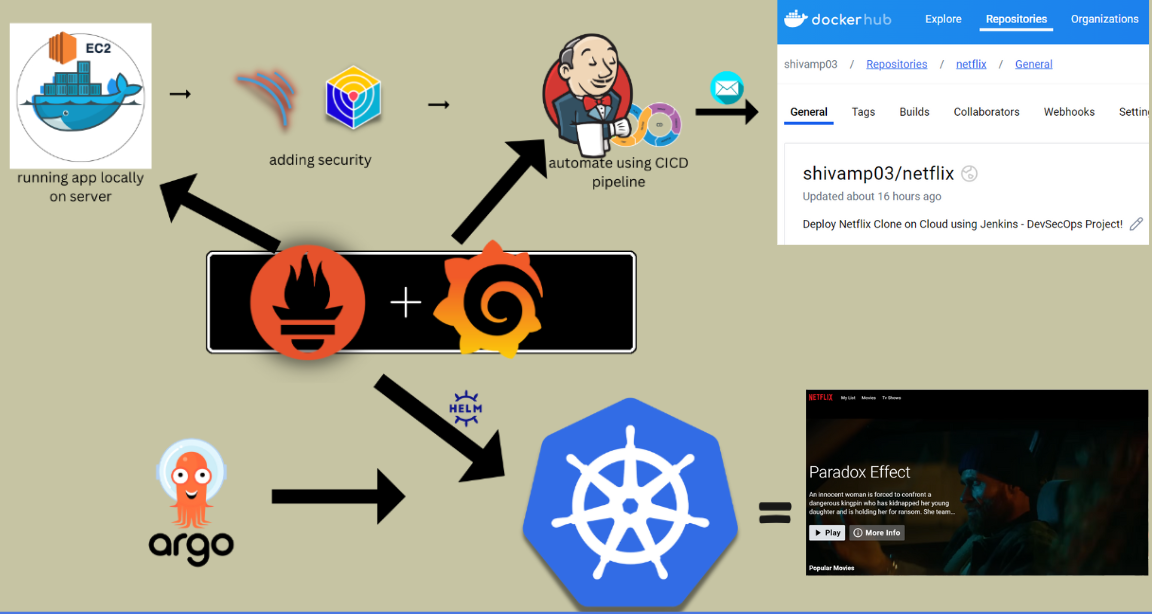 EC2
running app locally
on server
adding security
automate using CICD
pipeline
docker hub
Explore
Repositories
Organizations
shivamp03 / Repositories / netflix / General
General
Tags
Builds
Collaborators
Webhooks
Settin
shivamp03/netflix
Updated about 16 hours ago
Deploy Netflix Clone on Cloud using Jenkins - DevSecOps Project!
HELM
argo
NETFLIX
My List
Movies
Tv Shows
Paradox Effect
An innocent woman is forced to confront a
dangerous kingpin who has kidnapped her young
daughter and is holding her for ransom. She team...
Play
More Info
Popular Movies